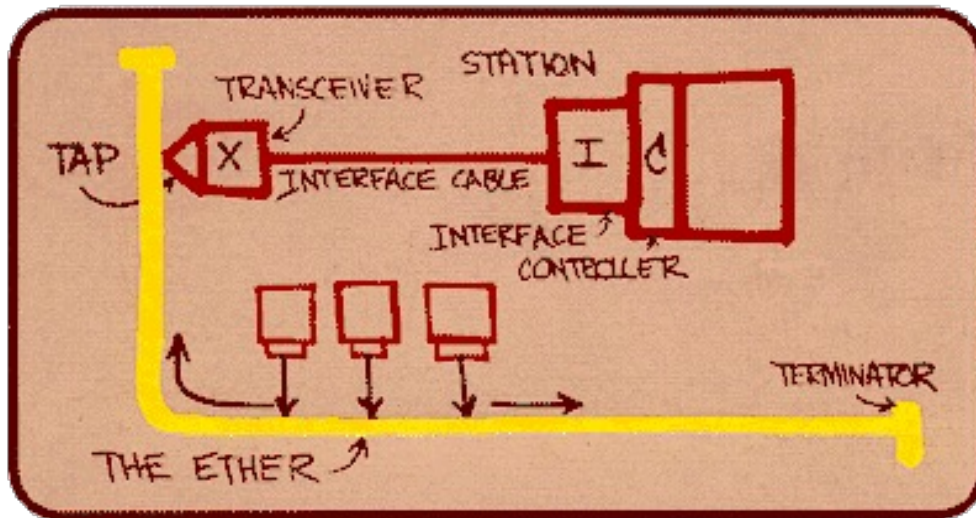 STATION
TRANSCEIVER
TAP
X
I
C
INTERFACE CABLE
INTERFACE
CONTROLLER
TERMINATOR
THE ETHER